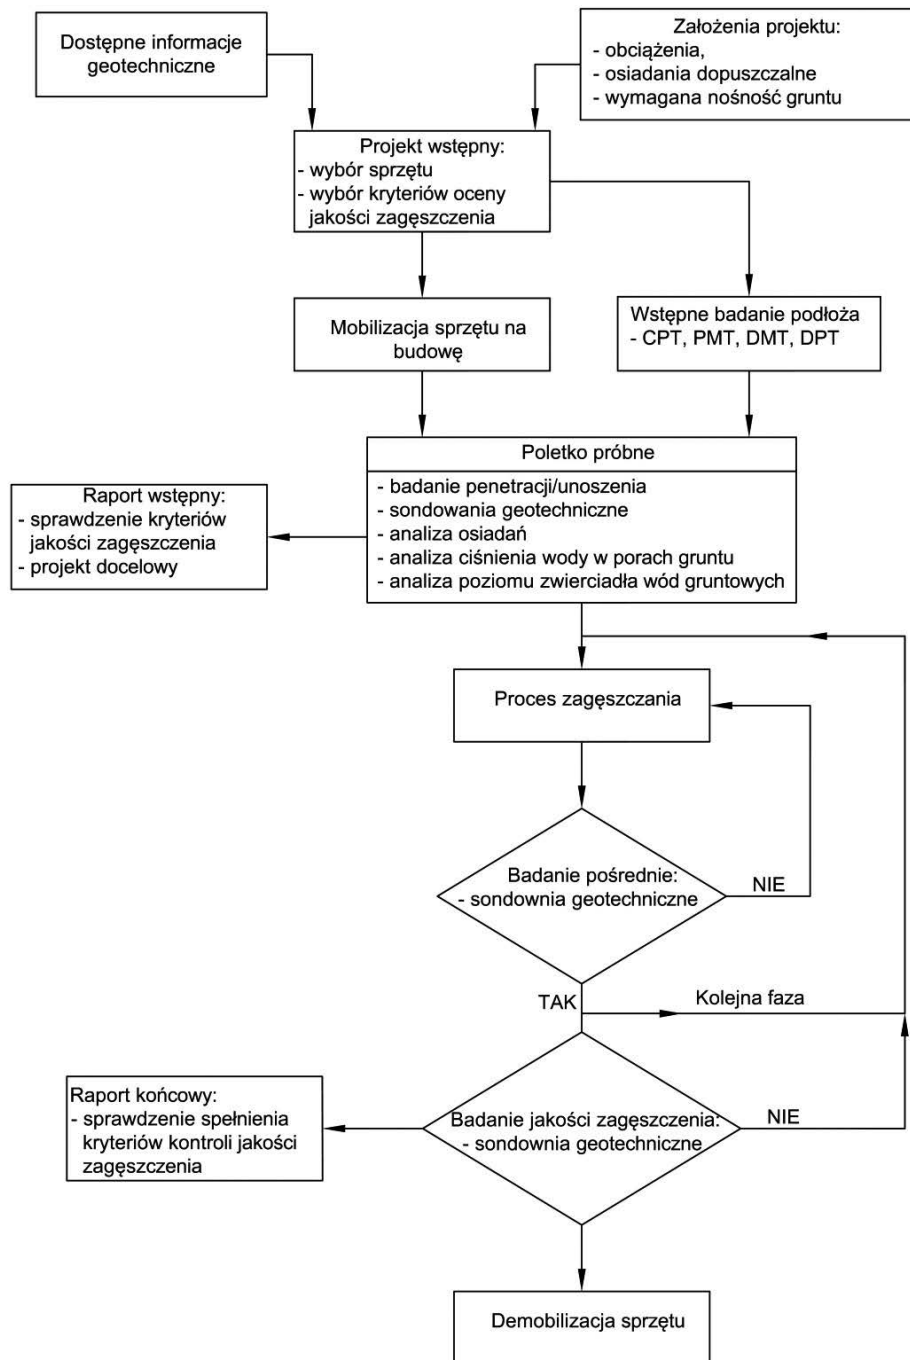 Dostępne informacje
geotechniczne
Założenia projektu:
- obciążenia,
- osiadania dopuszczalne
- wymagana nośność gruntu
Projekt wstępny:
- wybór sprzętu
- wybór kryteriów oceny
jakości zagęszczenia
Mobilizacja sprzętu na
budowę
Wstępne badanie podłoża
- CPT, PMT, DMT, DPT
Poletko próbne
- badanie penetracji/unoszenia
- sondowania geotechniczne
- analiza osiadań
- analiza ciśnienia wody w porach gruntu
- analiza poziomu zwierciadła wód gruntowych
Raport wstępny:
- sprawdzenie kryteriów
jakości zagęszczenia
- projekt docelowy
Proces zagęszczania
Badanie pośrednie:
- sondownia geotechniczne
NIE
TAK
Kolejna faza
Raport końcowy:
- sprawdzenie spełnienia
kryteriów kontroli jakości
zagęszczenia
Badanie jakości zagęszczenia:
- sondownia geotechniczne
NIE
Demobilizacja sprzętu